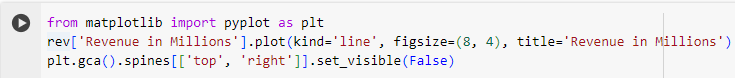 from matplotlib import pyplot as plt
rev['Revenue in Millions'].plot(kind='line', figsize=(8, 4), title='Revenue in Millions')
plt.gca().spines[['top', 'right']].set_visible(False)